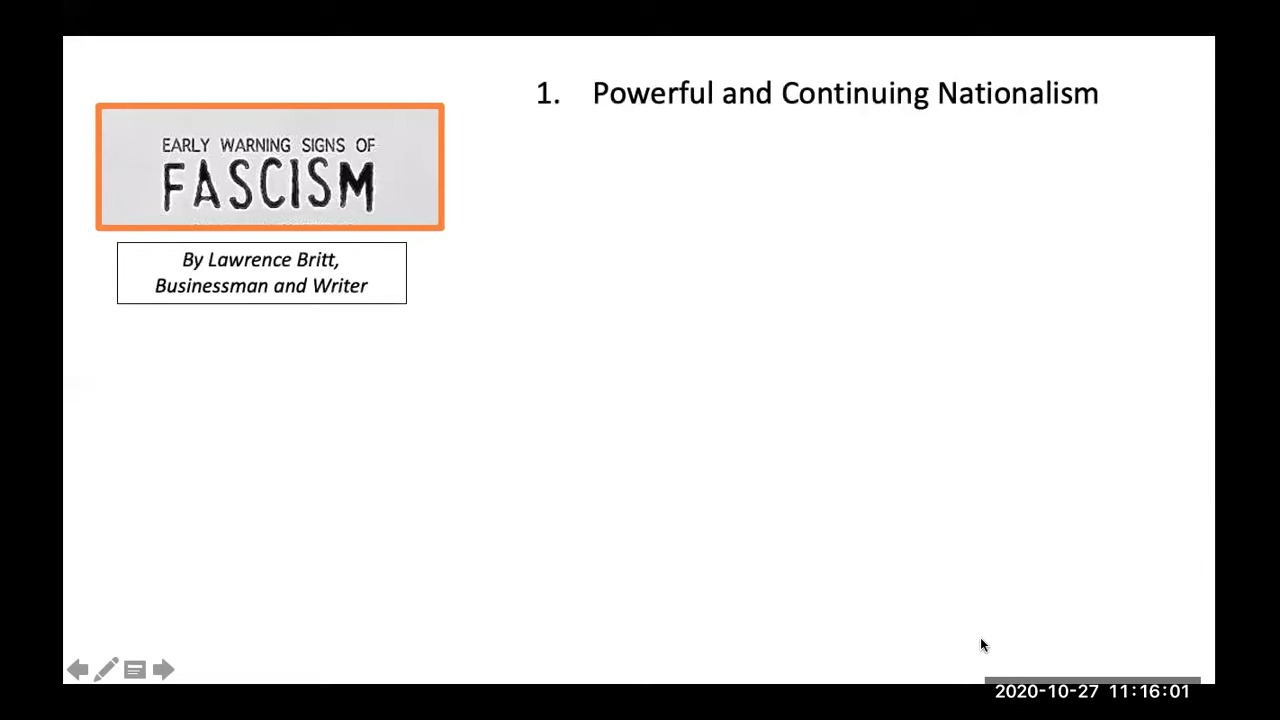 1. Powerful and Continuing Nationalism
EARLY WARNING SIGNS OF
FASCISM
By Lawrence Britt,
Businessman and Writer
2020-10-27 11:16:01